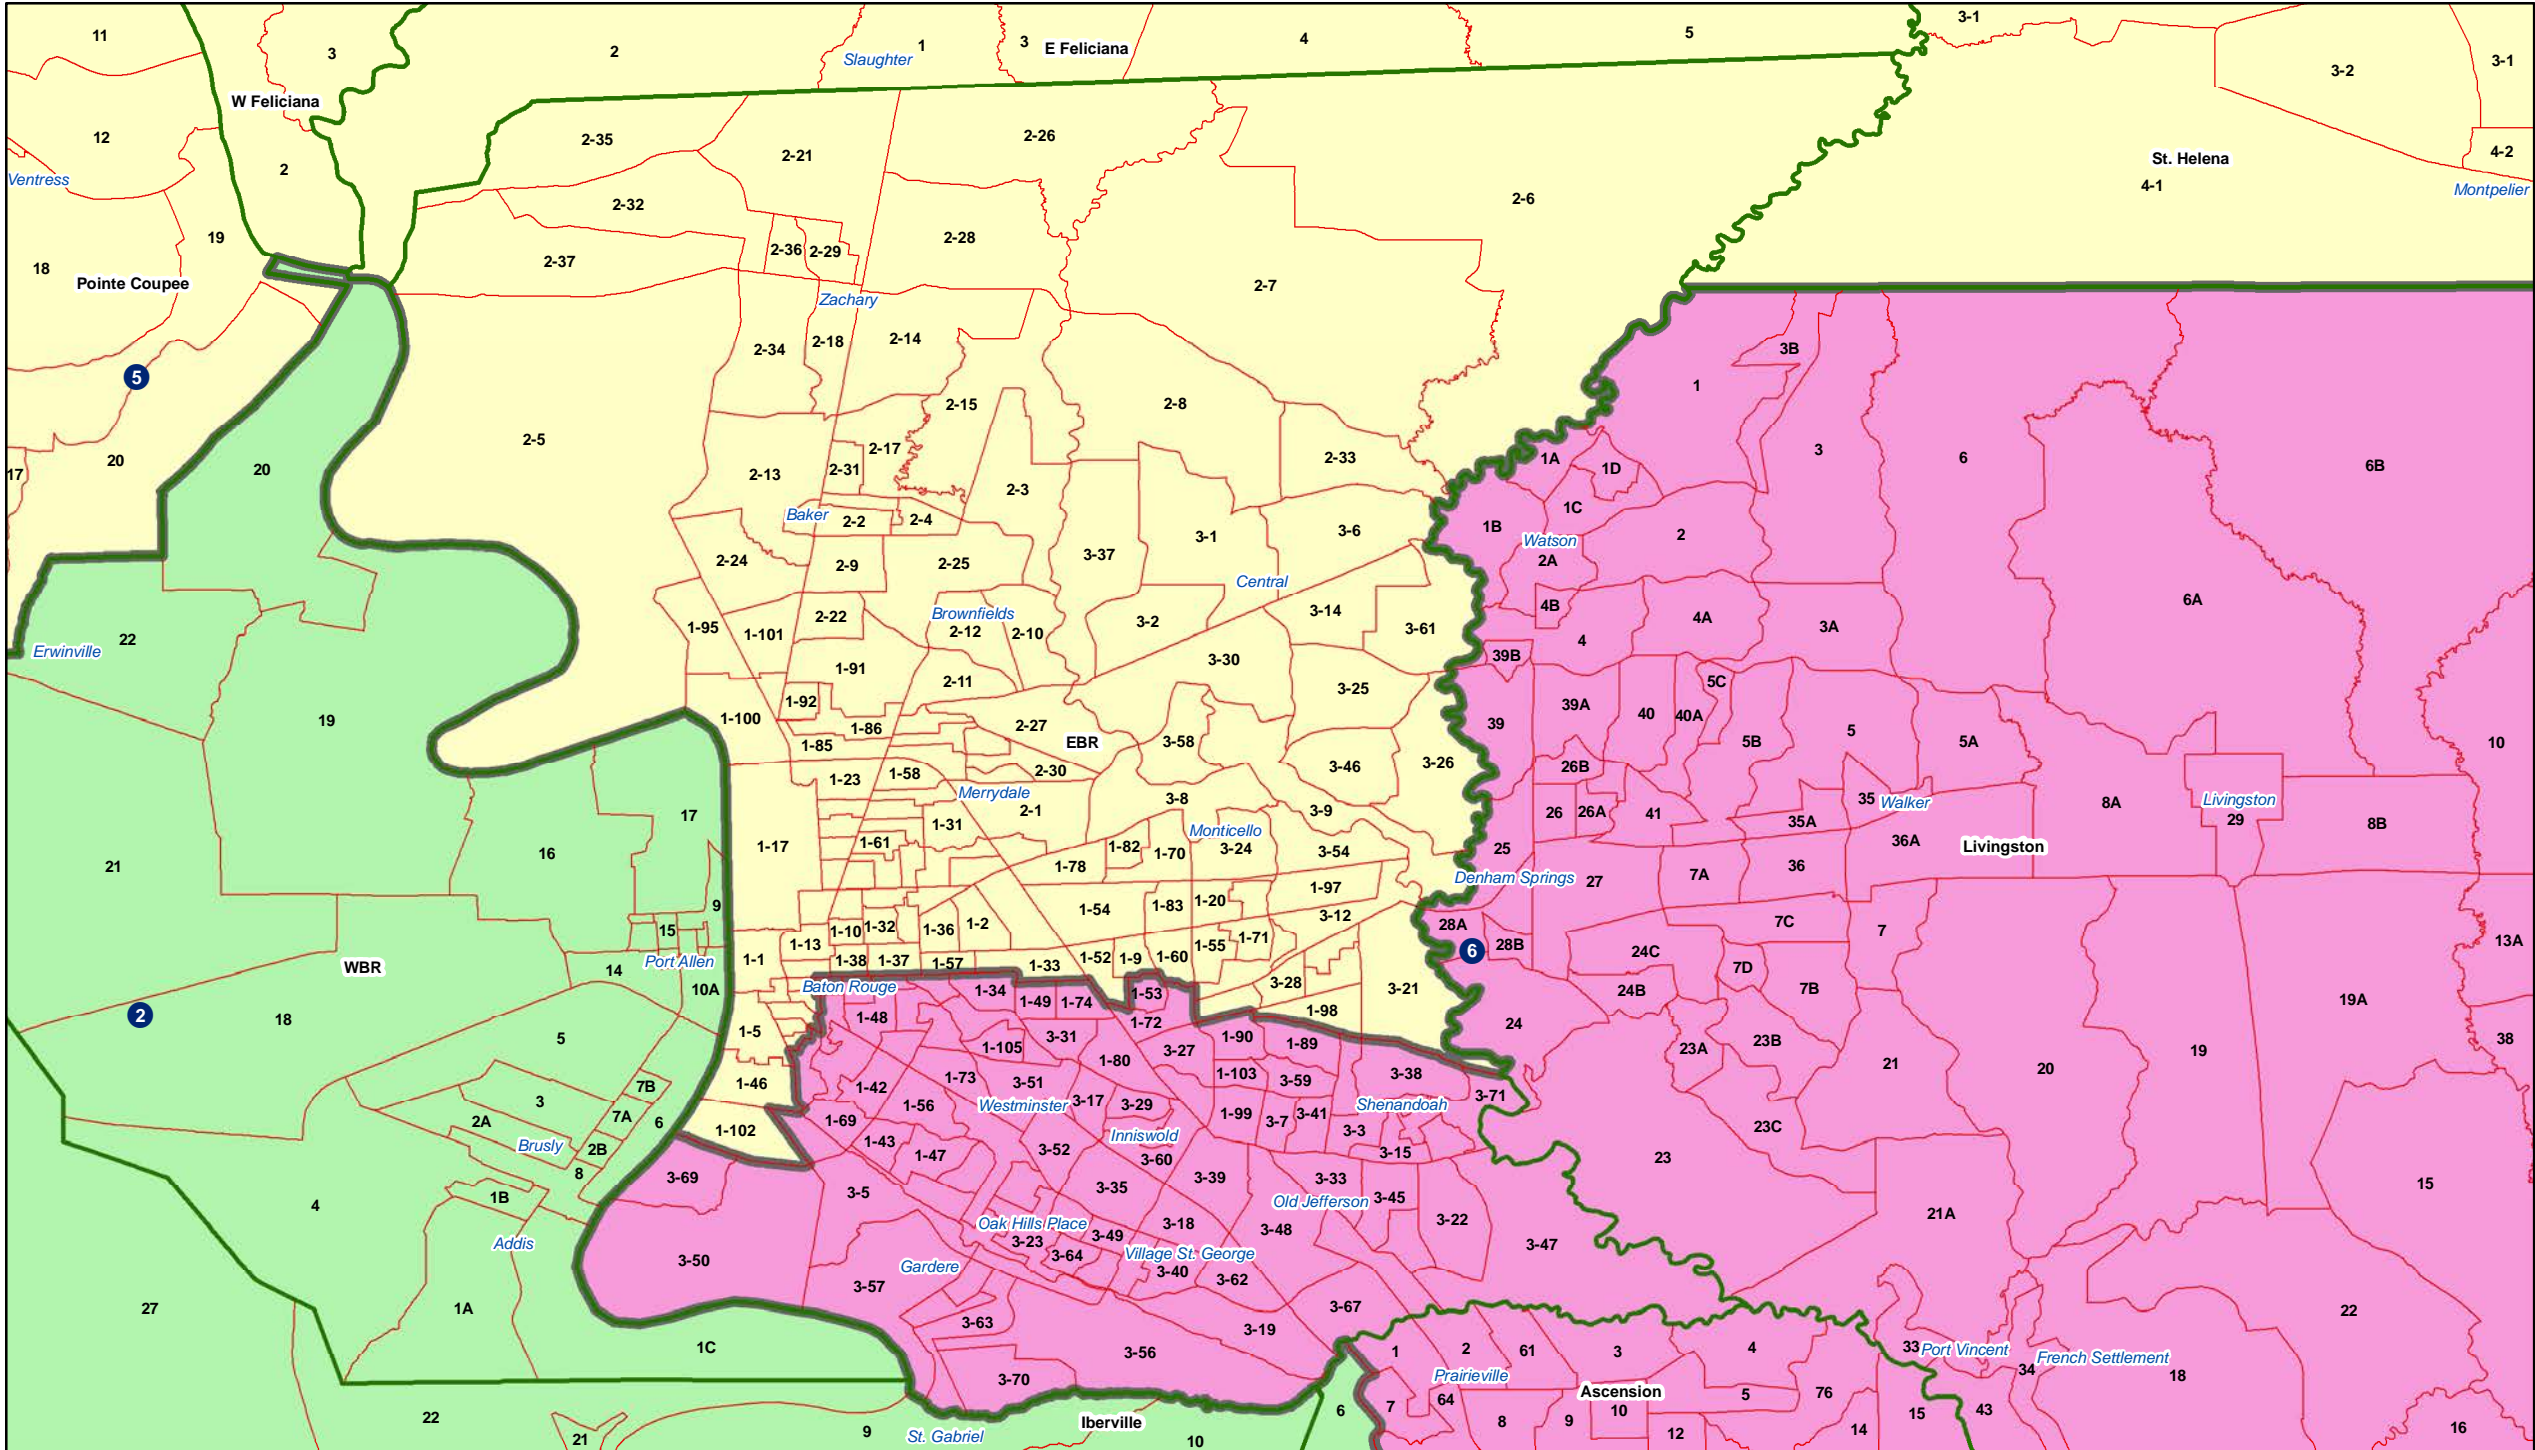 11
3
2
Slaughter
1
3
E Feliciana
4
5
3-1
3-2
3-1
W Feliciana
12
2
Ventress
19
18
Pointe Coupee
5
20
17
2-35
2-21
2-26
2-32
2-36
2-29
2-28
2-37
2-6
St. Helena
4-1
4-2
Montpelier
2-7
Zachary
2-34
2-18
2-14
2-15
2-8
2-5
2-13
2-31
2-17
2-3
2-33
Baker
2-2
2-4
3-1
3-6
3-37
2-24
2-9
2-25
Central
1-95
1-101
2-22
Brownfields
2-12
2-10
3-2
3-14
3-61
3-30
1-91
2-11
3-25
1-92
1-100
1-86
2-27
EBR
3-58
1-85
3-46
3-26
1-23
1-58
2-30
Merrydale
2-1
3-8
3-9
1-31
Monticello
3-24
1-17
1-61
1-82
1-70
3-54
1-78
1-97
1-54
1-83
1-20
3-12
1-10
1-32
1-36
1-2
1-13
1-55
1-71
1-1
1-38
1-37
1-57
1-33
1-52
1-9
1-60
3-28
3-21
1-98
1-5
1-46
1-102
20
22
Erwinville
19
21
16
17
9
15
Port Allen
14
WBR
10A
2
18
5
3
7B
7A
6
2A
Brusly
2B
8
1B
4
Addis
1A
27
1C
22
21
9
St. Gabriel
Iberville
10
6
Baton Rouge
1-34
1-49
1-74
1-53
1-48
1-72
1-105
3-31
1-80
3-27
1-90
1-89
1-42
1-73
3-51
1-103
3-59
3-38
3-71
1-56
Westminster
3-17
3-29
1-99
3-7
3-41
Shenandoah
1-69
1-43
Inniswold
3-3
1-47
3-52
3-60
3-15
3-69
3-5
3-35
3-39
3-33
Old Jefferson
3-45
3-22
Oak Hills Place
3-23
3-49
3-18
3-48
3-64
Village St. George
3-40
3-62
3-47
3-50
Gardere
3-57
3-63
3-67
3-19
3-56
3-70
3B
1
3
6
6B
1A
1D
1C
1B
Watson
2A
2
4B
4A
3A
6A
4
39B
39
39A
40
40A
5C
5B
5
5A
10
26B
26
26A
41
35
Walker
35A
8A
Livingston
29
8B
25
36A
Livingston
Denham Springs
27
7A
36
28A
28B
6
7C
7
24C
7D
24B
7B
13A
24
19A
38
23A
23B
21
20
19
23C
23
15
21A
22
33
Port Vincent
34
French Settlement
18
43
16
1
2
61
3
4
Prairieville
Ascension
7
64
8
9
10
5
12
76
14
15